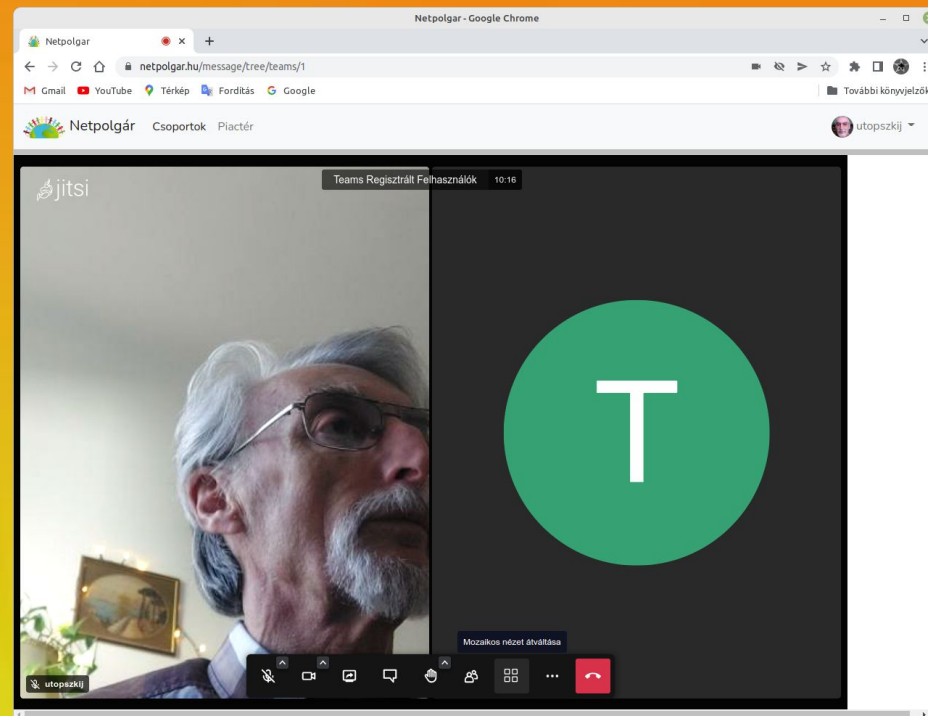 Netpolgar - Google Chrome
Netpolgar
netpolgar.hu/message/tree/teams/1
Gmail YouTube Térkép Fordítás Google További könyvjelzők
Netpolgár Csoportok Piactér utopszkij
jitsi
Teams Regisztrált Felhasználók 10:16
T
Mozaikos nézet átváltása
utopszkij